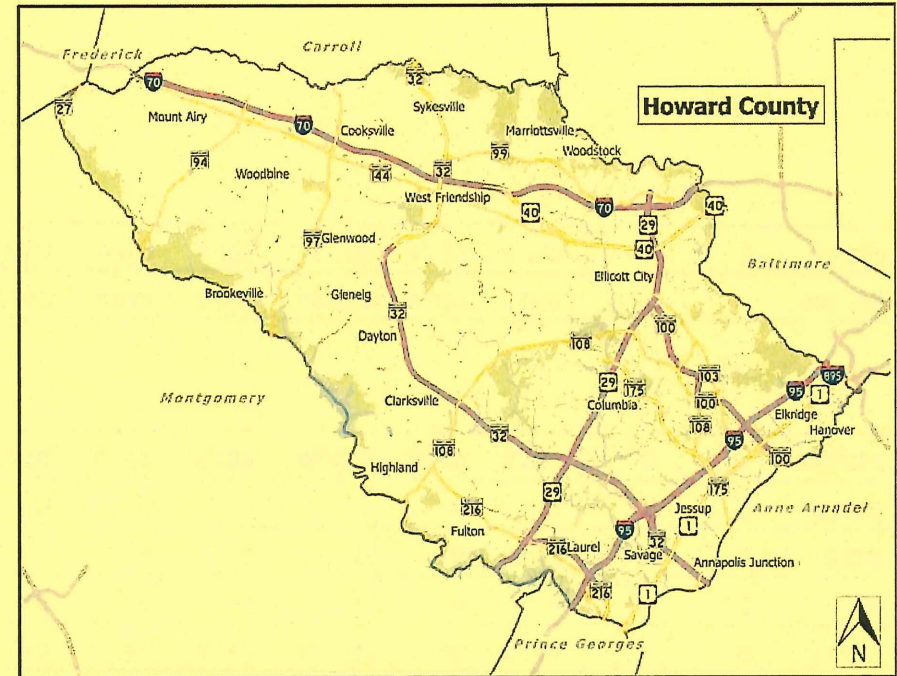 Carroll
Frederick
70
32
27
Sykesville
Howard County
Mount Airy
70
Cooksville
Marriottsville
94
99
Woodstock
Woodbine
144
32
West Friendship
40
70
40
29
97
Glenwood
40
Ellicott City
Baltimore
Brookeville
Glenelg
32
Dayton
100
108
Montgomery
29
175
103
895
95
1
Clarksville
Columbia
100
Elkridge
108
Hanover
32
95
108
100
Highland
29
175
Anne Arundel
216
Jessup
Fulton
95
1
32
216
Laurel
Savage
Annapolis Junction
216
1
Prince Georges
N